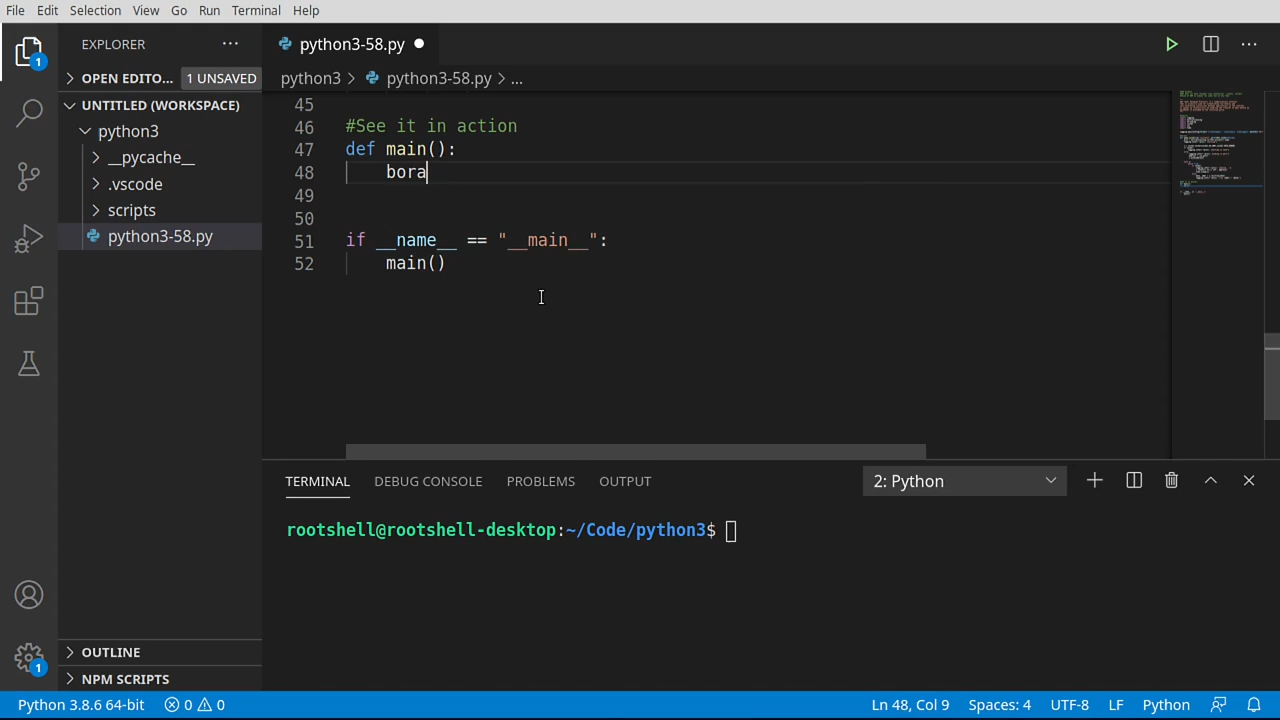 File Edit Selection View Go Run Terminal Help
EXPLORER ...
python3-58.py
1
OPEN EDITO... 1 UNSAVED
python3 > python3-58.py > ...
UNTITLED (WORKSPACE)
python3
__pycache__
.vscode
scripts
python3-58.py
45
46 #See it in action
47 def main():
48 bora
49
50
51 if __name__ == "__main__":
52 main()
TERMINAL DEBUG CONSOLE PROBLEMS OUTPUT 2: Python
rootshell@rootshell-desktop:~/Code/python3$
OUTLINE
1
NPM SCRIPTS
Python 3.8.6 64-bit 0 0 Ln 48, Col 9 Spaces: 4 UTF-8 LF Python